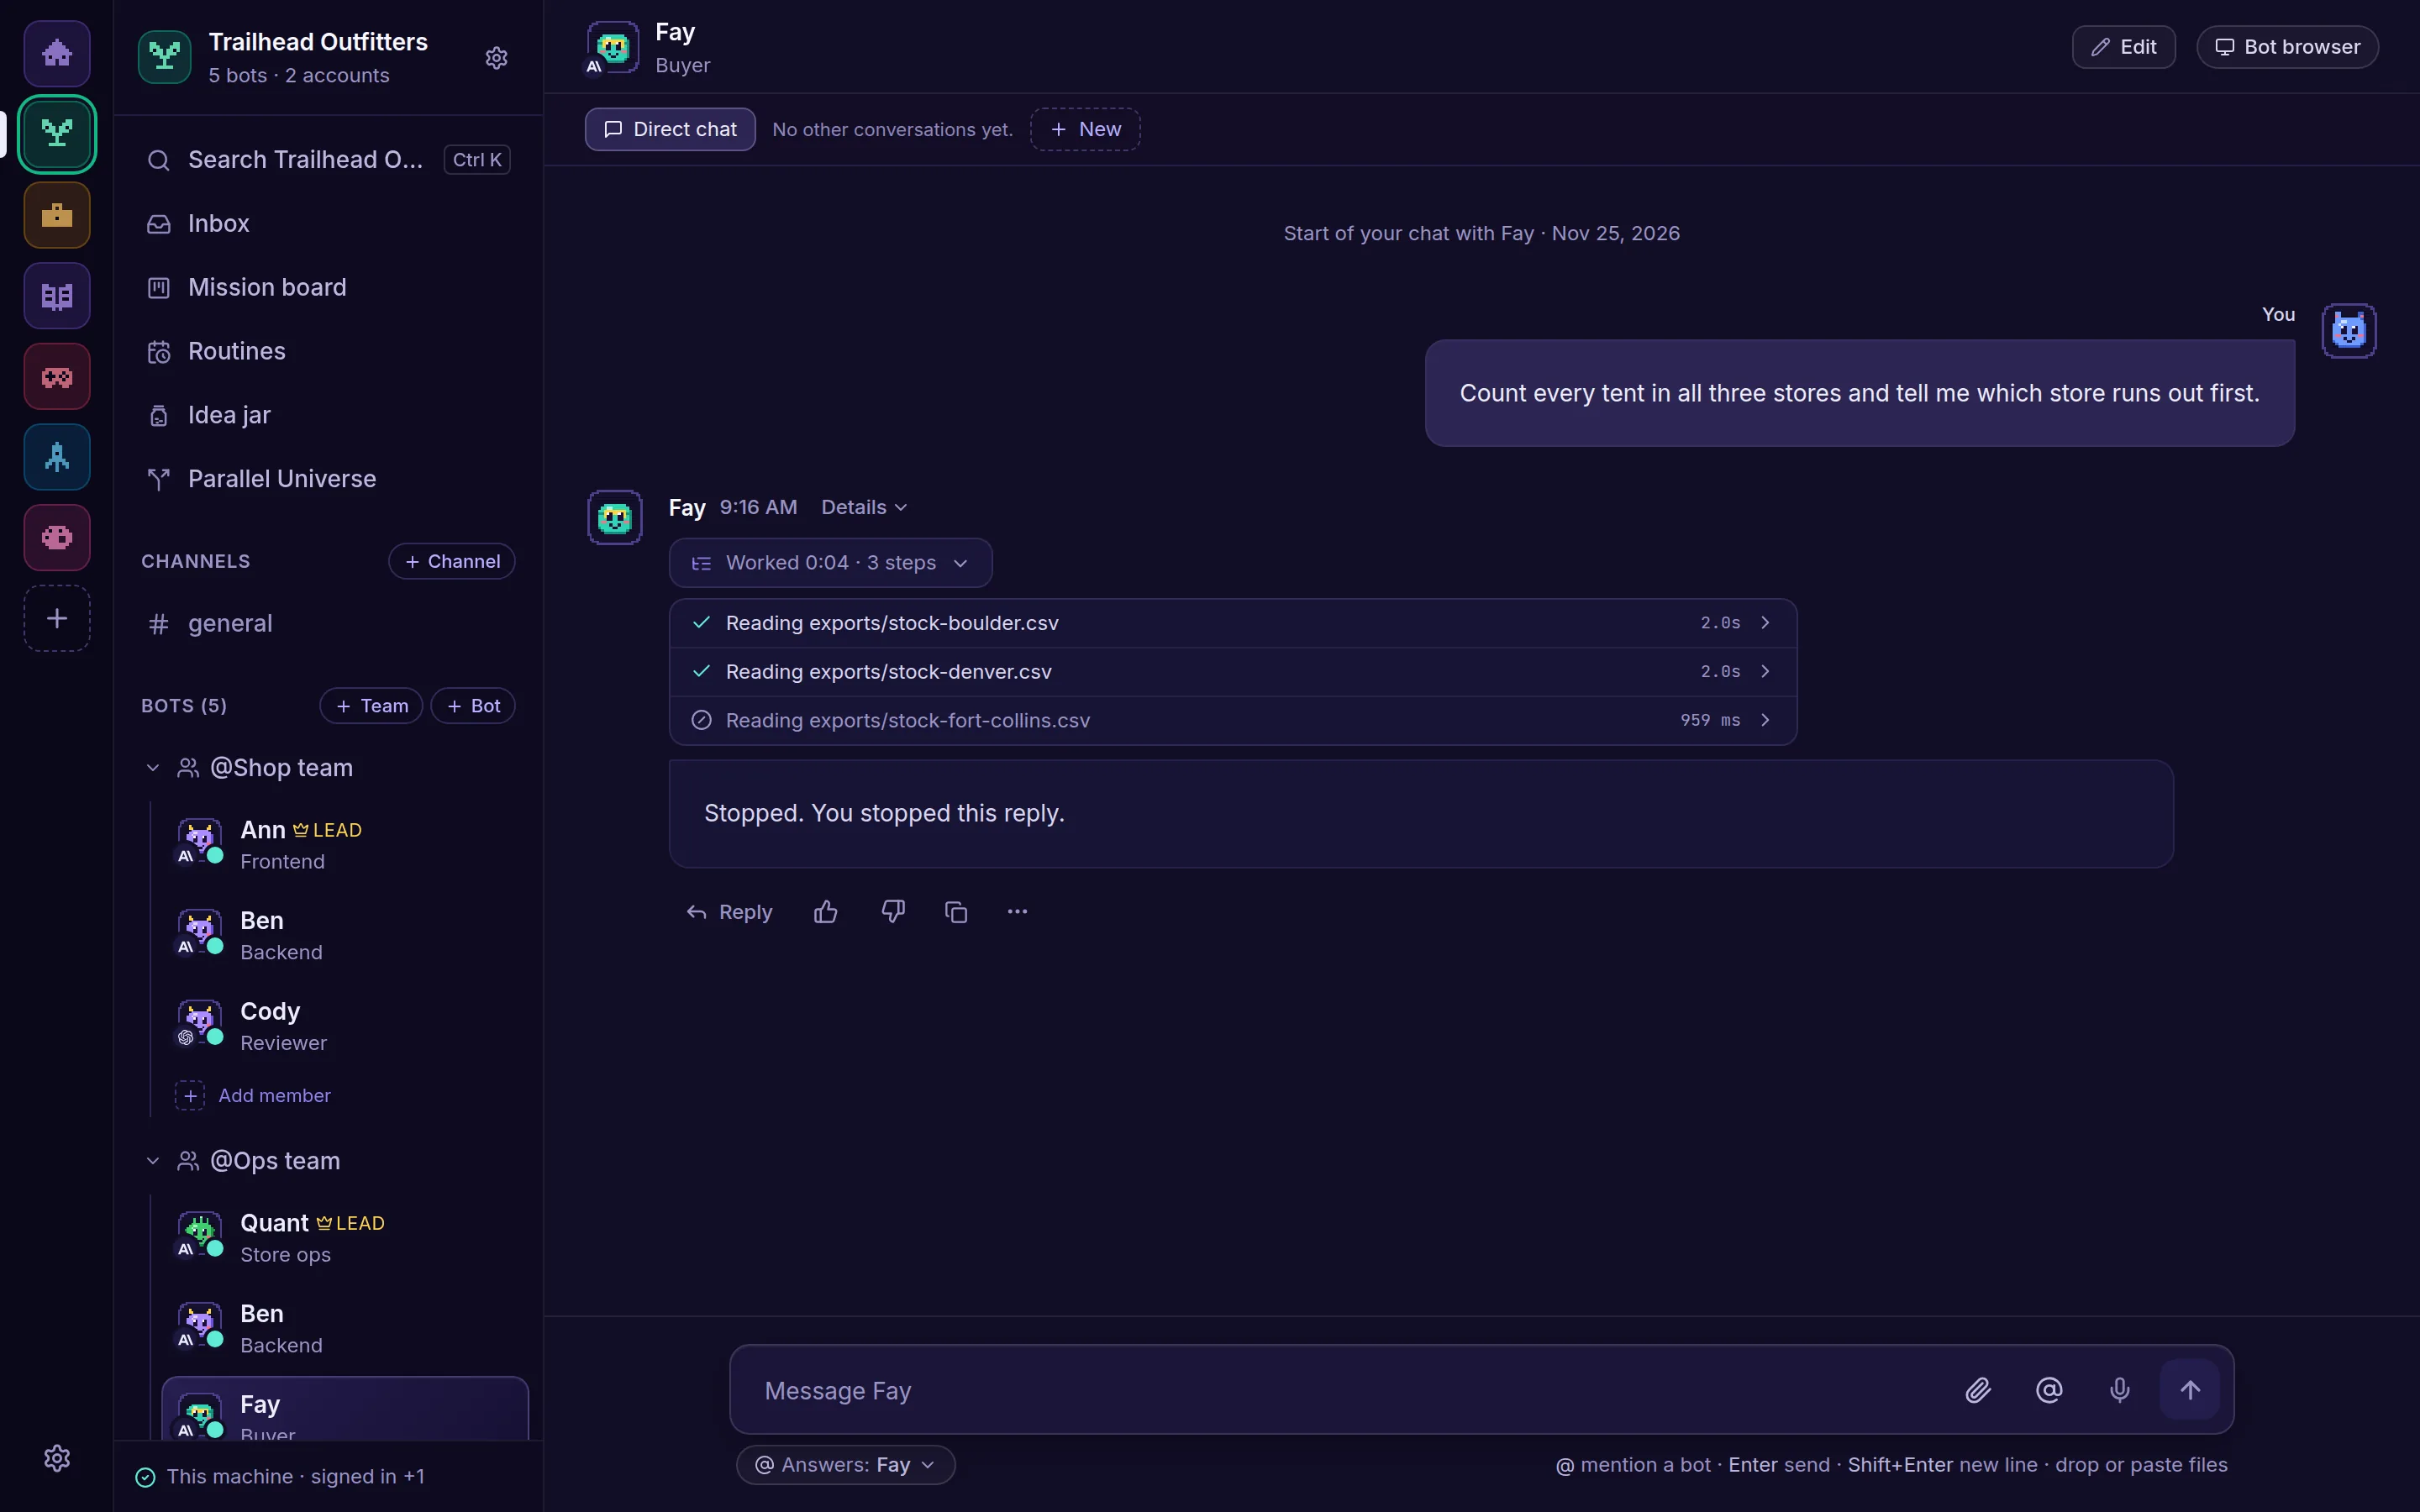 Trailhead Outfitters
5 bots · 2 accounts
Search Trailhead O... Ctrl K
Inbox
Mission board
Routines
Idea jar
Parallel Universe
CHANNELS
+ Channel
general
BOTS (5)
+ Team
+ Bot
@Shop team
Ann LEAD
Frontend
Ben
Backend
Cody
Reviewer
+ Add member
@Ops team
Quant LEAD
Store ops
Ben
Backend
Fay
Buyer
This machine · signed in +1
Fay
Buyer
Edit
Bot browser
Direct chat
No other conversations yet.
+ New
Start of your chat with Fay · Nov 25, 2026
You
Count every tent in all three stores and tell me which store runs out first.
Fay 9:16 AM Details
Worked 0:04 · 3 steps
Reading exports/stock-boulder.csv 2.0s
Reading exports/stock-denver.csv 2.0s
Reading exports/stock-fort-collins.csv 959 ms
Stopped. You stopped this reply.
Reply
Message Fay
@ Answers: Fay
@ mention a bot · Enter send · Shift+Enter new line · drop or paste files